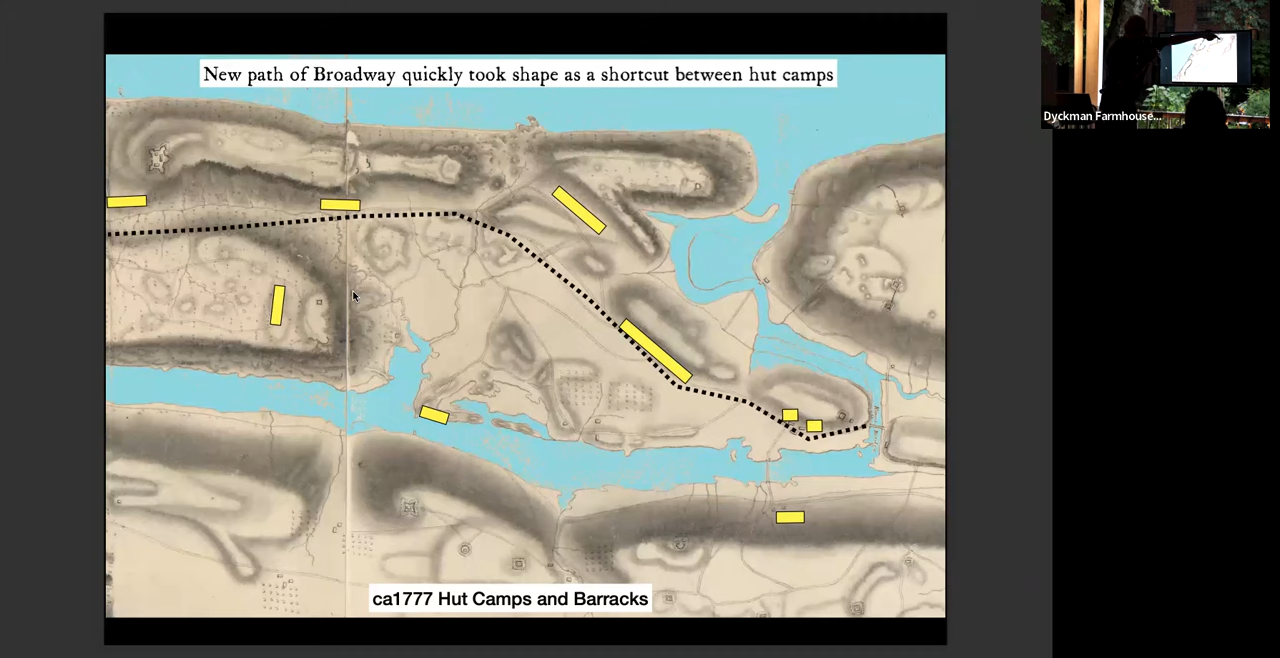 New path of Broadway quickly took shape as a shortcut between hut camps
Dyckman Farmhouse...
ca1777 Hut Camps and Barracks